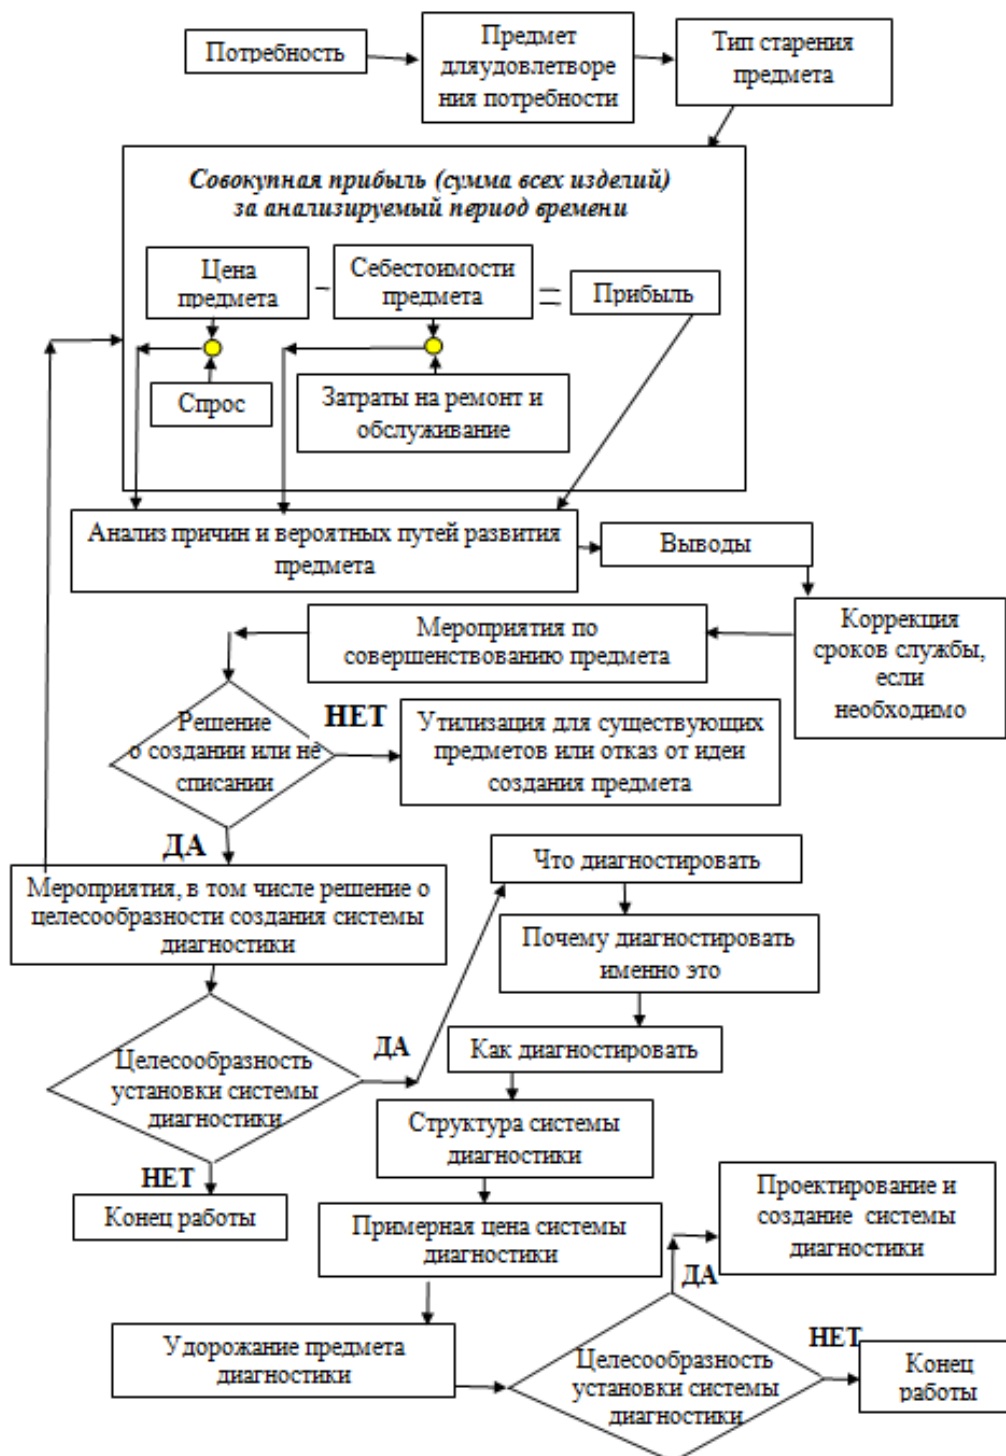 Потребность
Предмет
дляудовлетворе
ния потребности
Тип старения
предмета
Совокупная прибыль (сумма всех изделий)
за анализируемый период времени
Цена
предмета
–
Себестоимости
предмета
=
Прибыль
Спрос
Затраты на ремонт и
обслуживание
Анализ причин и вероятных путей развития
предмета
Выводы
Коррекция
сроков службы,
если
необходимо
Мероприятия по
совершенствованию предмета
Решение
о создании или не
списании
НЕТ
Утилизация для существующих
предметов или отказ от идеи
создания предмета
ДА
Мероприятия, в том числе решение о
целесообразности создания системы
диагностики
Что диагностировать
Почему диагностировать
именно это
Как диагностировать
Целесообразность
установки системы
диагностики
ДА
НЕТ
Конец работы
Структура системы
диагностики
Примерная цена системы
диагностики
Удорожание предмета
диагностики
Целесообразность
установки системы
диагностики
ДА
Проектирование и
создание системы
диагностики
НЕТ
Конец
работы